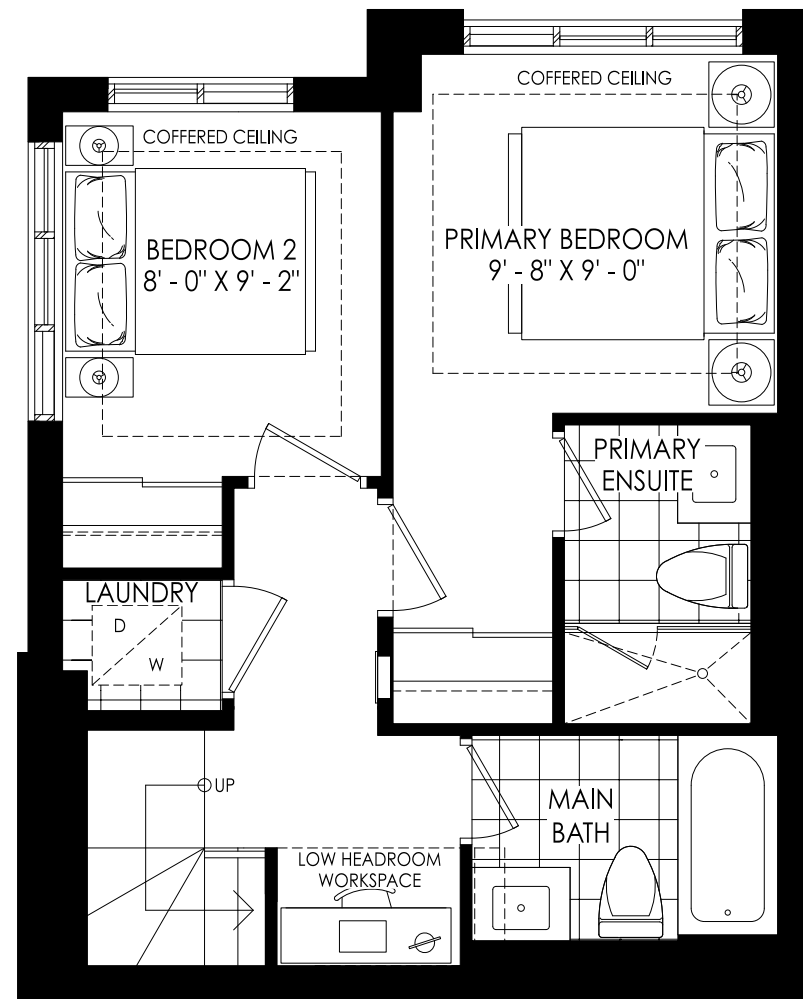 COFFERED CEILING
COFFERED CEILING
BEDROOM 2
8' - 0" X 9' - 2"
PRIMARY BEDROOM
9' - 8" X 9' - 0"
PRIMARY
ENSUITE
LAUNDRY
D
W
UP
MAIN
BATH
LOW HEADROOM
WORKSPACE